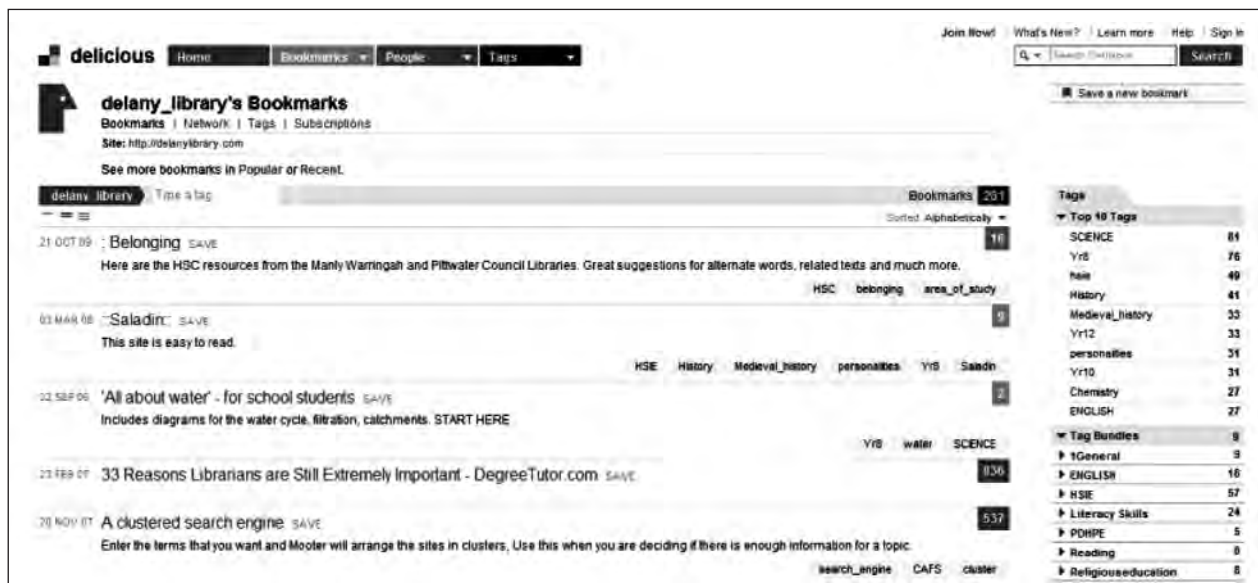 Join Now! What's New? Learn more Help Sign In
delicious Home Bookmarks People Tags Search
delany_library's Bookmarks
Save a new bookmark
Bookmarks | Network | Tags | Subscriptions
Site: http://delanylibrary.com
See more bookmarks in Popular or Recent.
delany_library Type a tag Bookmarks 261
Sorted: Alphabetically
21 OCT 09 : Belonging SAVE 16
Here are the HSC resources from the Manly Warringah and Pittwater Council Libraries. Great suggestions for alternate words, related texts and much more.
HSC belonging area_of_study
03 MAR 08 ::Saladin:: SAVE 9
This site is easy to read.
HSIE History Medieval_history personalities Yr8 Saladin
'All about water' - for school students SAVE 2
Includes diagrams for the water cycle, filtration, catchments. START HERE
Yr8 water SCIENCE
23 FEB 07 33 Reasons Librarians are Still Extremely Important - DegreeTutor.com SAVE 836
NOV 07 A clustered search engine SAVE 537
Enter the terms that you want and Mooter will arrange the sites in clusters, Use this when you are deciding if there is enough information for a topic.
search_engine CAFS cluster
Tags
Top 10 Tags
SCIENCE 81
Yr8 76
hsie 49
History 41
Medieval_history 33
Yr12 33
personalities 31
Yr10 31
Chemistry 27
ENGLISH 27
Tag Bundles 9
1General 9
ENGLISH 16
HSIE 57
Literacy Skills 24
PDHPE 5
Reading
Religiouseducation 8